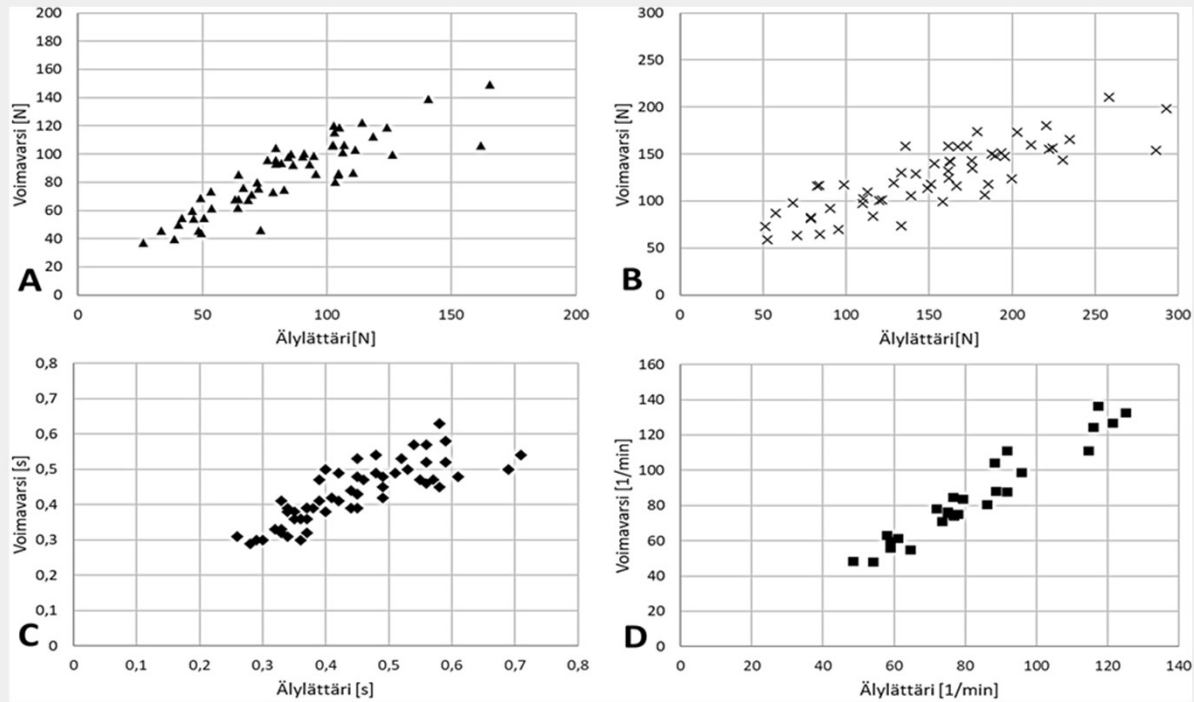 200
180
160
140
120
100
80
60
40
20
0
Voimavarsi [N]
A
0 50 100 150 200
Älylättäri[N]
300
250
200
150
100
50
0
Voimavarsi [N]
B
0 50 100 150 200 250 300
Älylättäri[N]
0,8
0,7
0,6
0,5
0,4
0,3
0,2
0,1
0
Voimavarsi [s]
C
0 0,1 0,2 0,3 0,4 0,5 0,6 0,7 0,8
Älylättäri [s]
160
140
120
100
80
60
40
20
0
Voimavarsi [1/min]
D
0 20 40 60 80 100 120 140
Älylättäri [1/min]